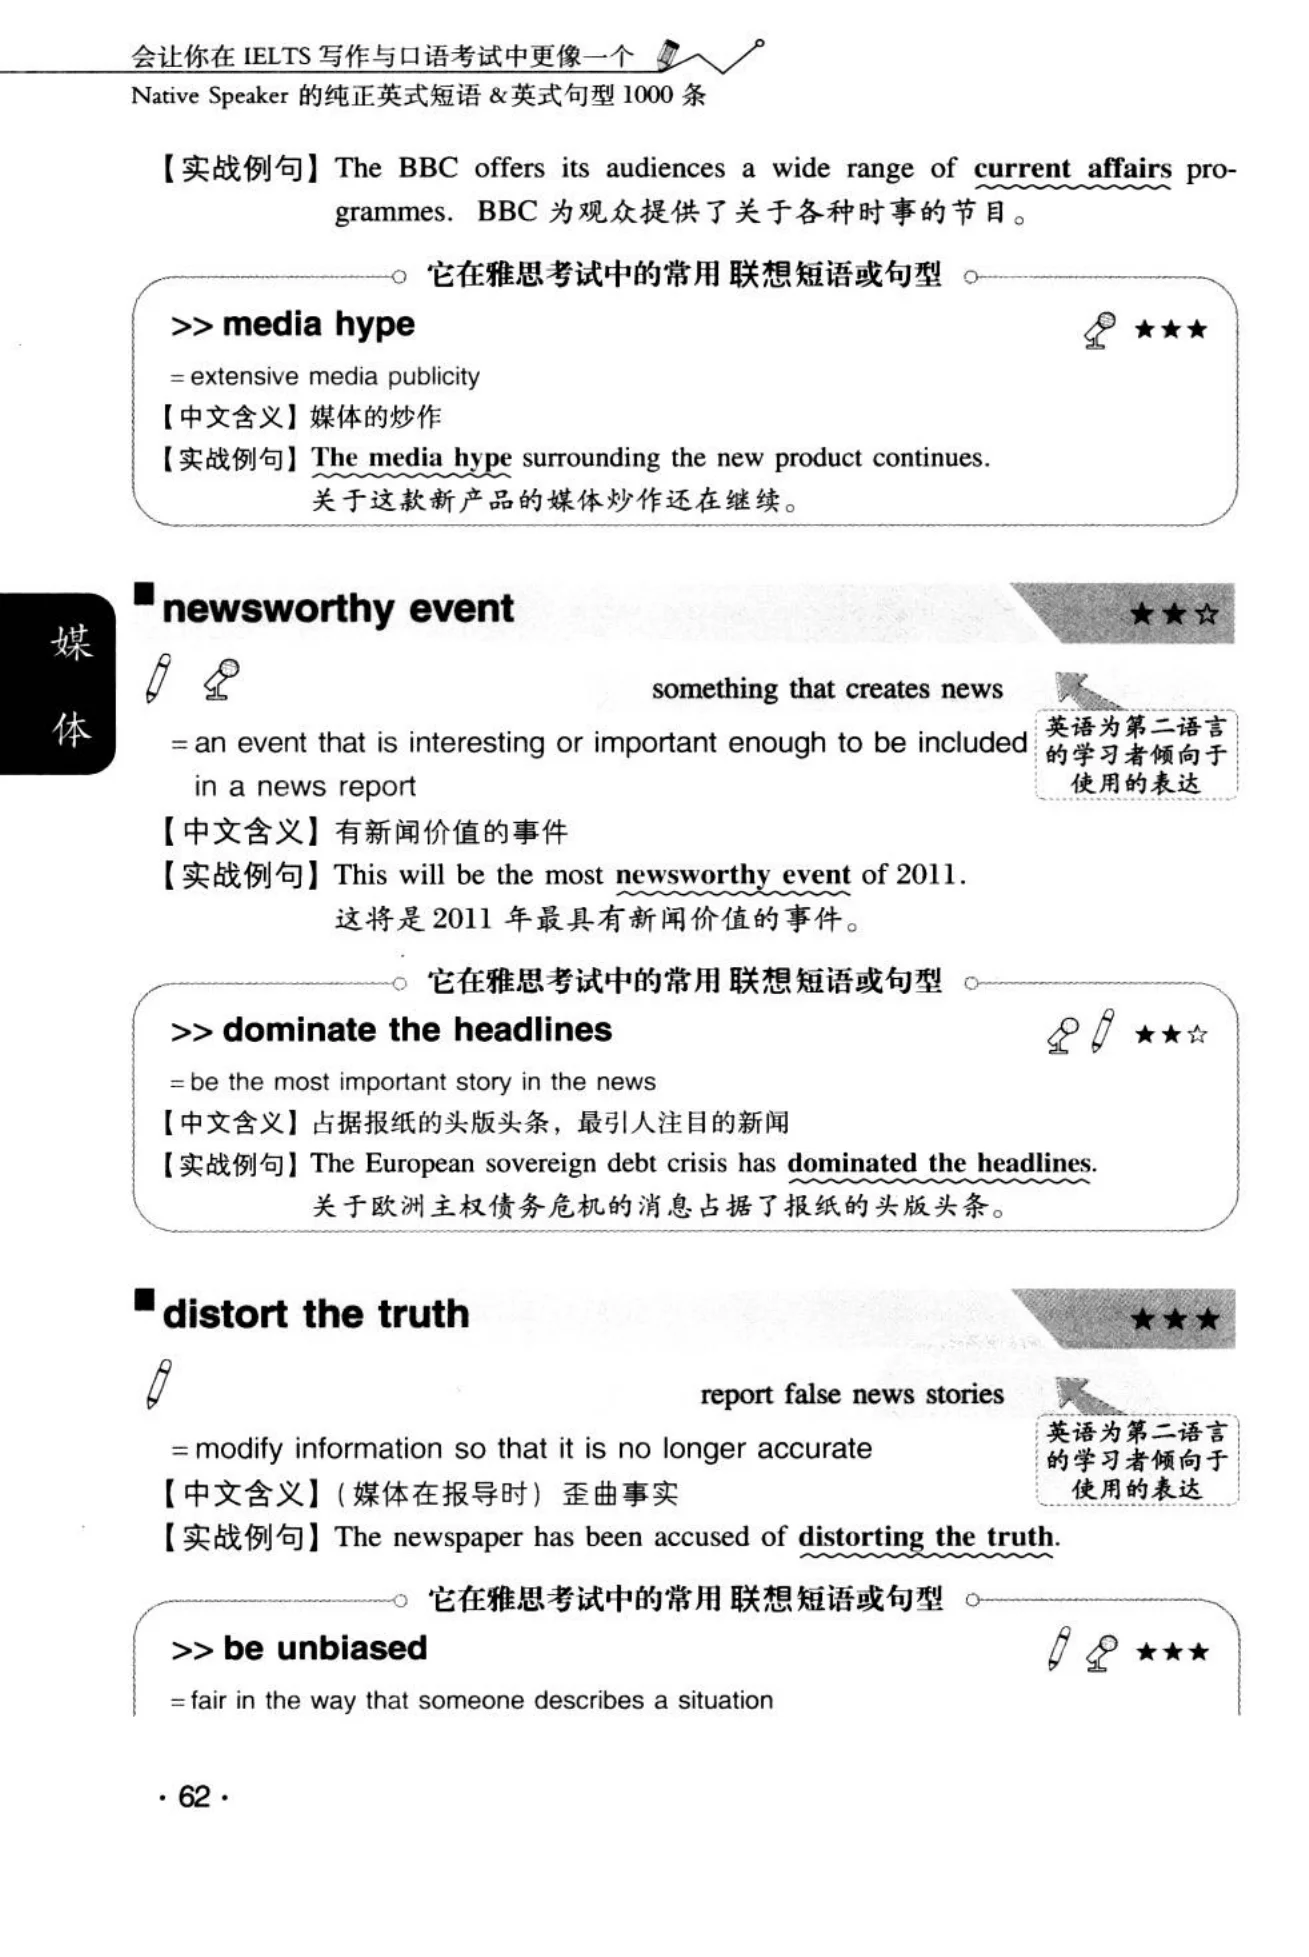 会让你在 IELTS 写作与口语考试中更像一个
Native Speaker 的纯正英式短语 &英式句型 1000 条
【实战例句】The BBC offers its audiences a wide range of current affairs pro-
grammes. BBC 为观众提供了关于各种时事的节目。
它在雅思考试中的常用 联想短语或句型
>> media hype ★★★
= extensive media publicity
【中文含义】媒体的炒作
【实战例句】The media hype surrounding the new product continues.
关于这款新产品的媒体炒作还在继续。
媒体
■ newsworthy event ★★☆
something that creates news
英语为第二语言
的学习者倾向于
使用的表达
= an event that is interesting or important enough to be included
in a news report
【中文含义】有新闻价值的事件
【实战例句】This will be the most newsworthy event of 2011.
这将是 2011 年最具有新闻价值的事件。
它在雅思考试中的常用 联想短语或句型
>> dominate the headlines ★★☆
= be the most important story in the news
【中文含义】占据报纸的头版头条，最引人注目的新闻
【实战例句】The European sovereign debt crisis has dominated the headlines.
关于欧洲主权债务危机的消息占据了报纸的头版头条。
■ distort the truth ★★★
report false news stories
英语为第二语言
的学习者倾向于
使用的表达
= modify information so that it is no longer accurate
【中文含义】(媒体在报导时) 歪曲事实
【实战例句】The newspaper has been accused of distorting the truth.
它在雅思考试中的常用 联想短语或句型
>> be unbiased ★★★
= fair in the way that someone describes a situation
· 62 ·